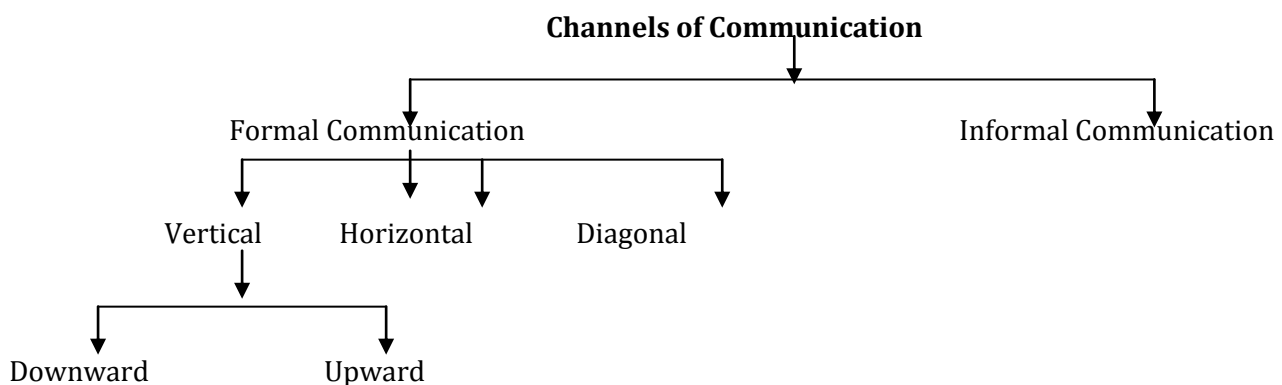 Channels of Communication
Formal Communication Informal Communication
Vertical Horizontal Diagonal
Downward Upward